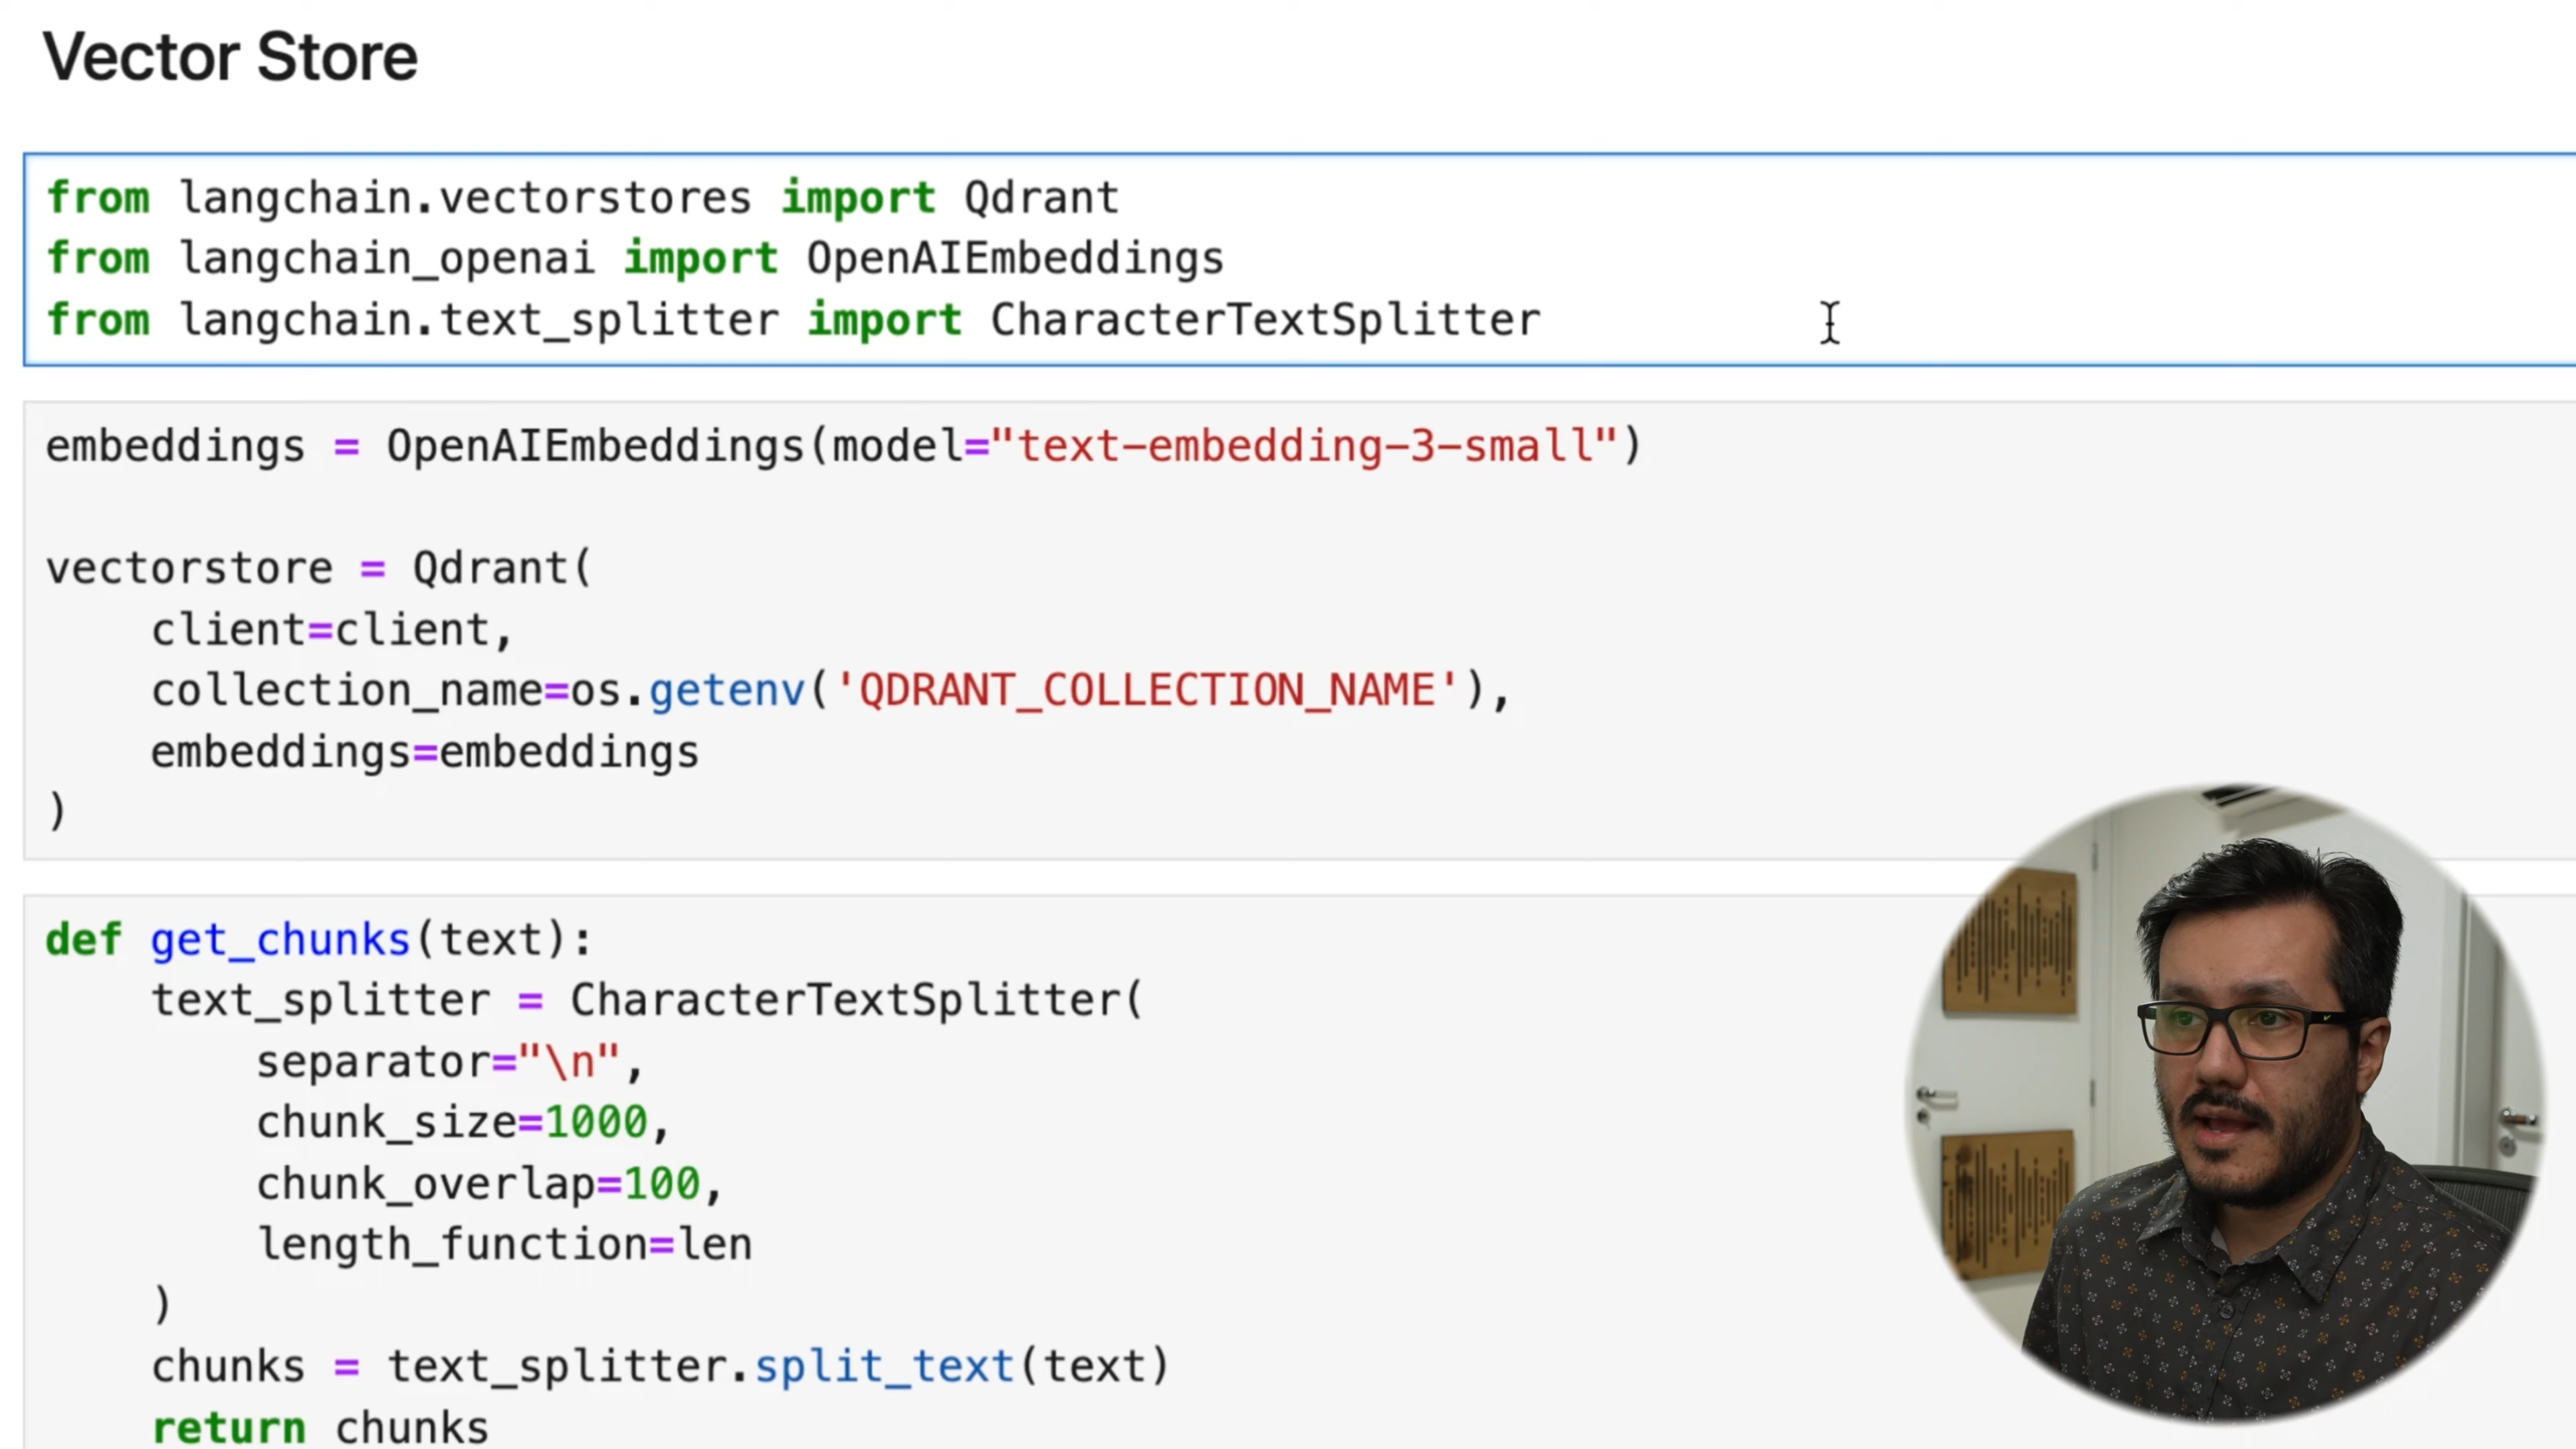 Vector Store
from langchain.vectorstores import Qdrant
from langchain_openai import OpenAIEmbeddings
from langchain.text_splitter import CharacterTextSplitter
embeddings = OpenAIEmbeddings(model="text-embedding-3-small")
vectorstore = Qdrant(
    client=client,
    collection_name=os.getenv('QDRANT_COLLECTION_NAME'),
    embeddings=embeddings
)
def get_chunks(text):
    text_splitter = CharacterTextSplitter(
        separator="\n",
        chunk_size=1000,
        chunk_overlap=100,
        length_function=len
    )
    chunks = text_splitter.split_text(text)
    return chunks